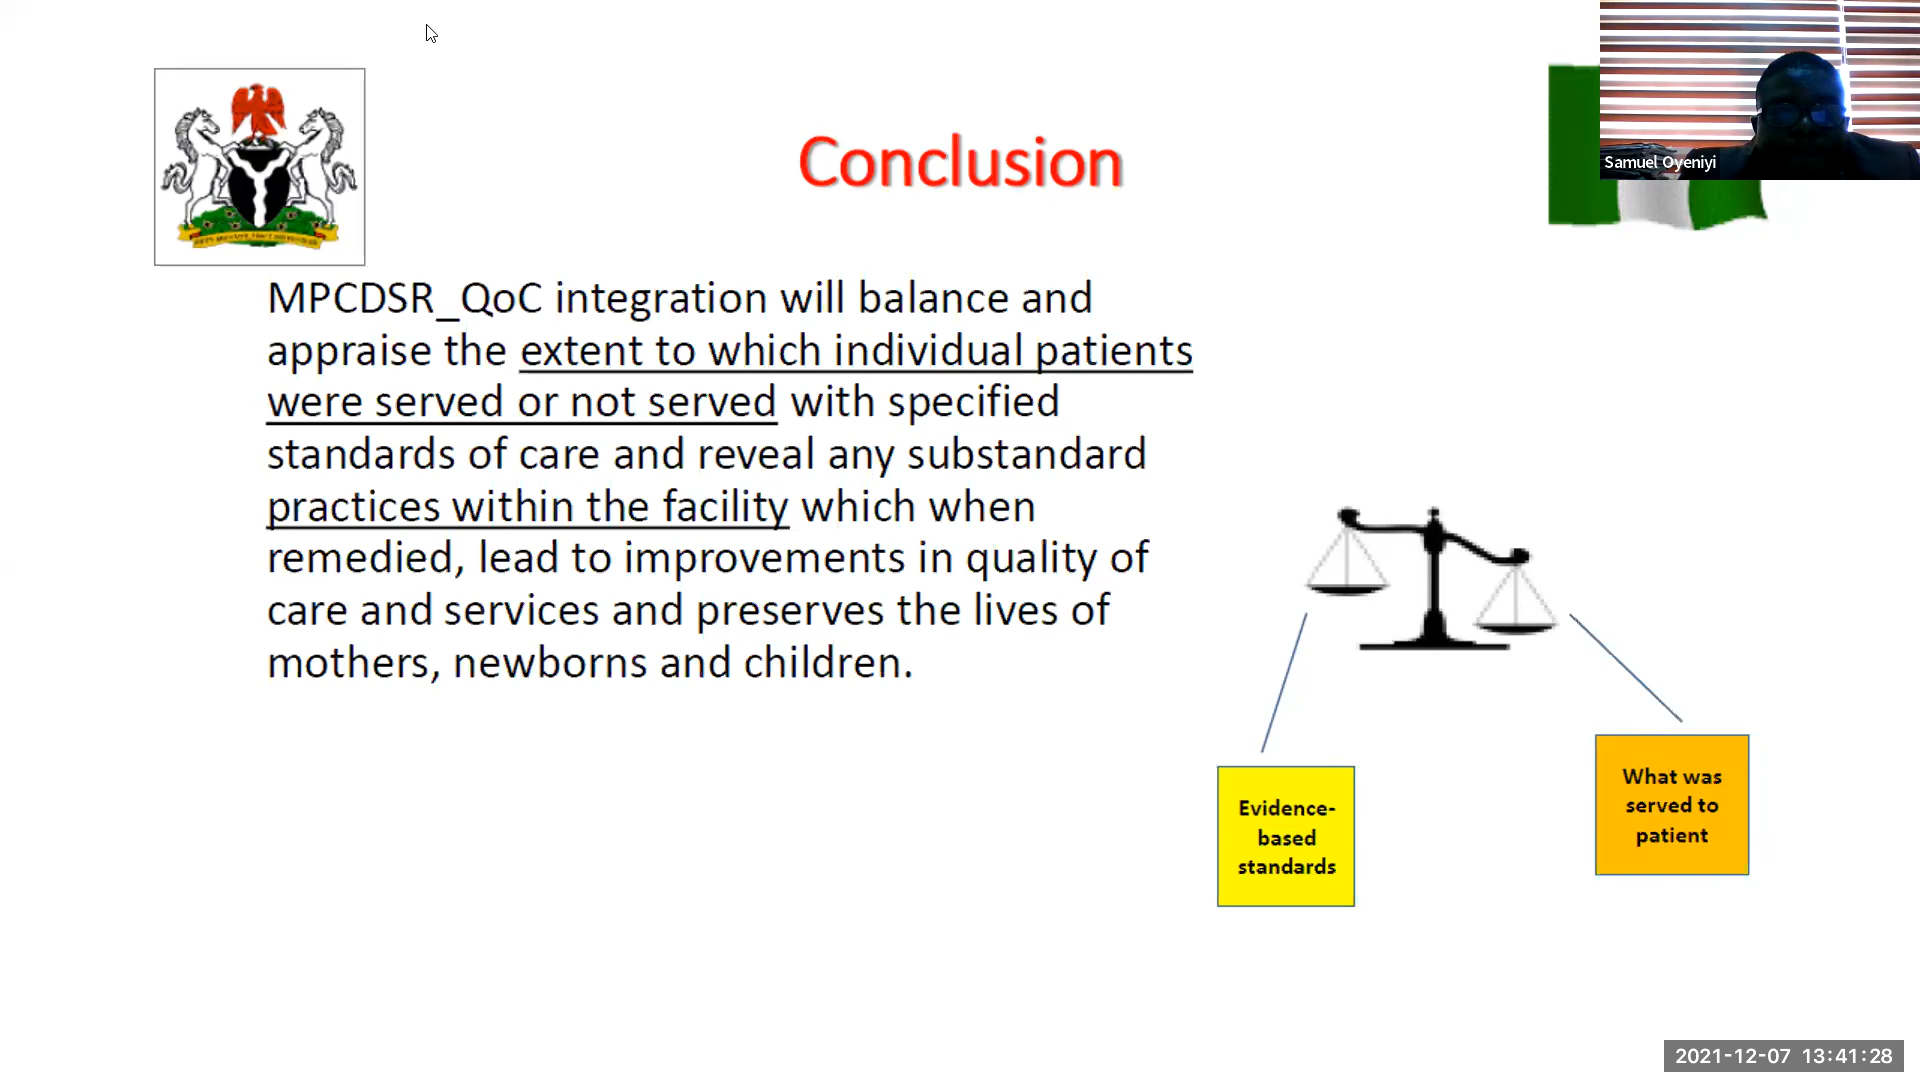 Samuel Oyeniyi
Conclusion
MPCDSR_QoC integration will balance and
appraise the extent to which individual patients
were served or not served with specified
standards of care and reveal any substandard
practices within the facility which when
remedied, lead to improvements in quality of
care and services and preserves the lives of
mothers, newborns and children.
Evidence-
based
standards
What was
served to
patient
2021-12-07 13:41:28